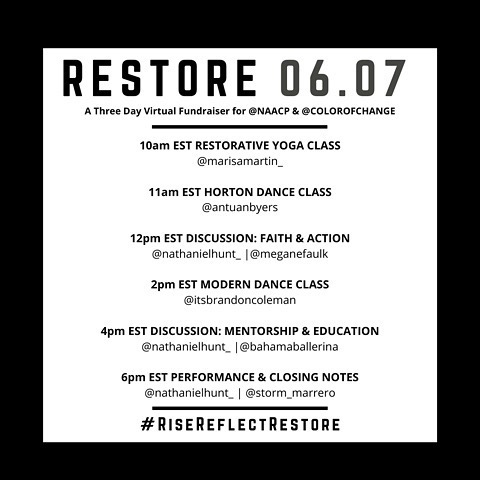 RESTORE 06.07
A Three Day Virtual Fundraiser for @NAACP & @COLOROFCHANGE
10am EST RESTORATIVE YOGA CLASS
@marisamartin_
11am EST HORTON DANCE CLASS
@antuanbyers
12pm EST DISCUSSION: FAITH & ACTION
@nathanielhunt_ |@meganefaulk
2pm EST MODERN DANCE CLASS
@itsbrandoncoleman
4pm EST DISCUSSION: MENTORSHIP & EDUCATION
@nathanielhunt_ |@bahamaballerina
6pm EST PERFORMANCE & CLOSING NOTES
@nathanielhunt_ | @storm_marrero
#RiseReflectRestore